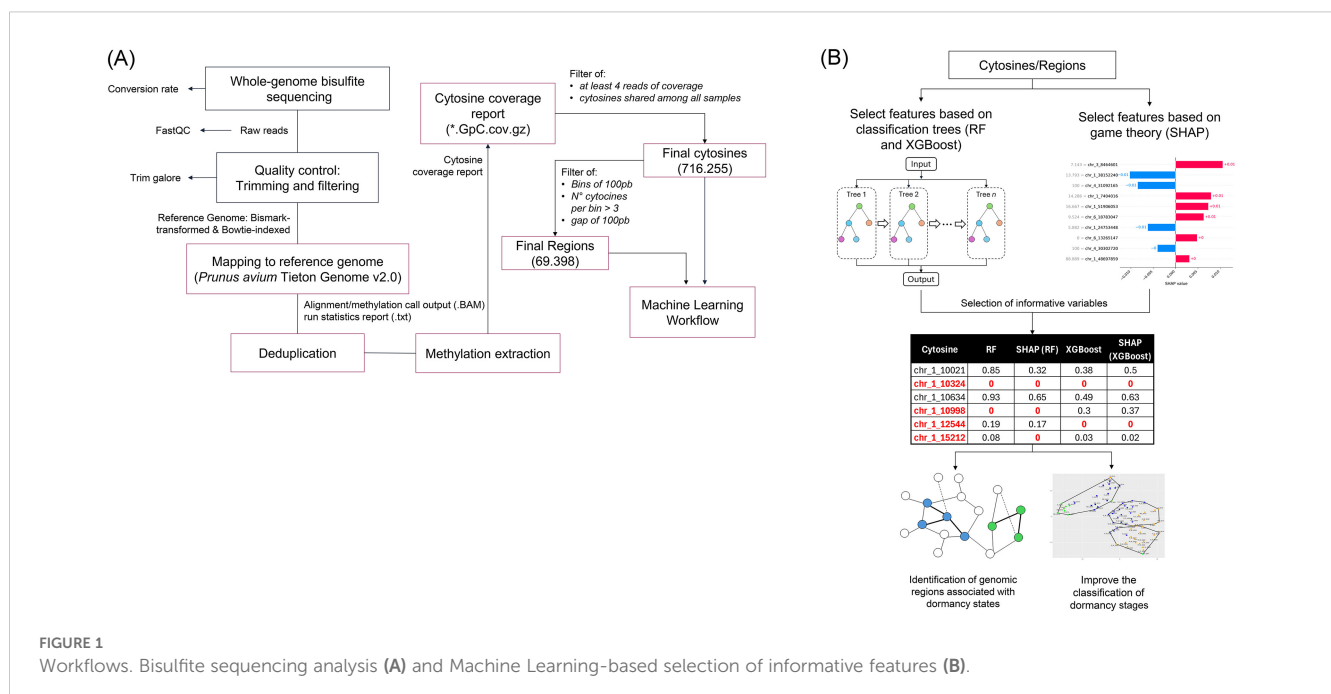 (A)
Whole-genome bisulfite
sequencing
Conversion rate
FastQC
Raw reads
Quality control:
Trimming and filtering
Trim galore
Reference Genome: Bismark-
transformed & Bowtie-indexed
Mapping to reference genome
(Prunus avium Tieton Genome v2.0)
Alignment/methylation call output (.BAM)
run statistics report (.txt)
Deduplication
Methylation extraction
Cytosine
coverage report
Cytosine coverage
report
(*.GpC.cov.gz)
Filter of:
• at least 4 reads of coverage
• cytosines shared among all samples
Final cytosines
(716.255)
Filter of:
• Bins of 100pb
• N° cytocines
per bin > 3
• gap of 100pb
Final Regions
(69.398)
Machine Learning
Workflow
(B)
Cytosines/Regions
Select features based on
classification trees (RF
and XGBoost)
Input
Tree 1
Tree 2
Tree n
Output
Select features based on
game theory (SHAP)
SHAP value
Selection of informative variables
Cytosine RF SHAP (RF) XGBoost SHAP (XGBoost)
chr_1_10021 0.85 0.32 0.38 0.5
chr_1_10324 0 0 0 0
chr_1_10634 0.93 0.65 0.49 0.63
chr_1_10998 0 0 0.3 0.37
chr_1_12544 0.19 0.17 0 0
chr_1_15212 0.08 0 0.03 0.02
Identification of genomic
regions associated with
dormancy states
Improve the
classification of
dormancy stages
FIGURE 1
Workflows. Bisulfite sequencing analysis (A) and Machine Learning-based selection of informative features (B).